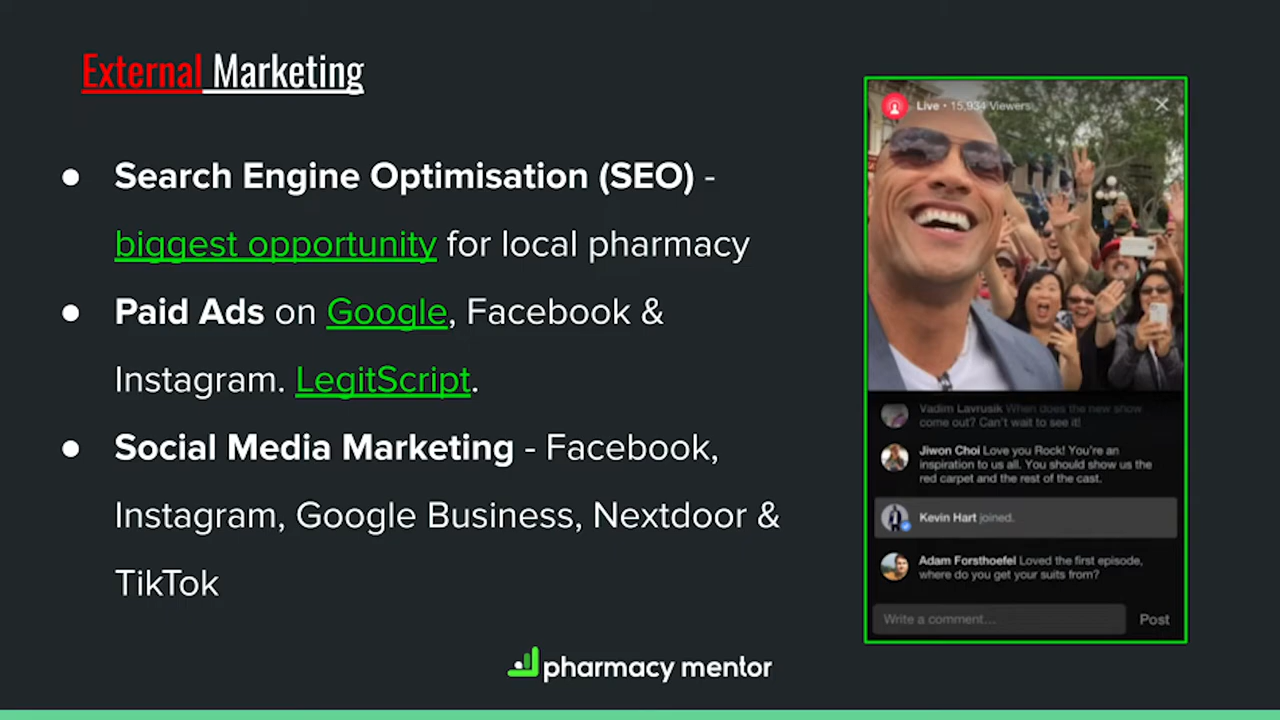 External Marketing
● Search Engine Optimisation (SEO) -
biggest opportunity for local pharmacy
● Paid Ads on Google, Facebook &
Instagram. LegitScript.
● Social Media Marketing - Facebook,
Instagram, Google Business, Nextdoor &
TikTok
Live • 15,934 Viewers
Vadim Lavrusik When does the new show
come out? Can't wait to see it!
Jiwon Choi Love you Rock! You're an
inspiration to us all. You should show us the
red carpet and the rest of the cast.
Kevin Hart joined.
Adam Forsthoefel Loved the first episode,
where do you get your suits from?
Write a comment...
Post
pharmacy mentor